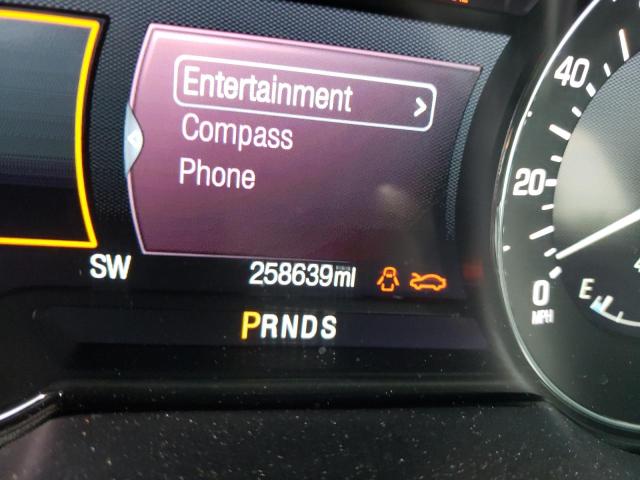 Entertainment >
Compass
Phone
SW 258639mi
PRNDS
40
20
0
MPH
E